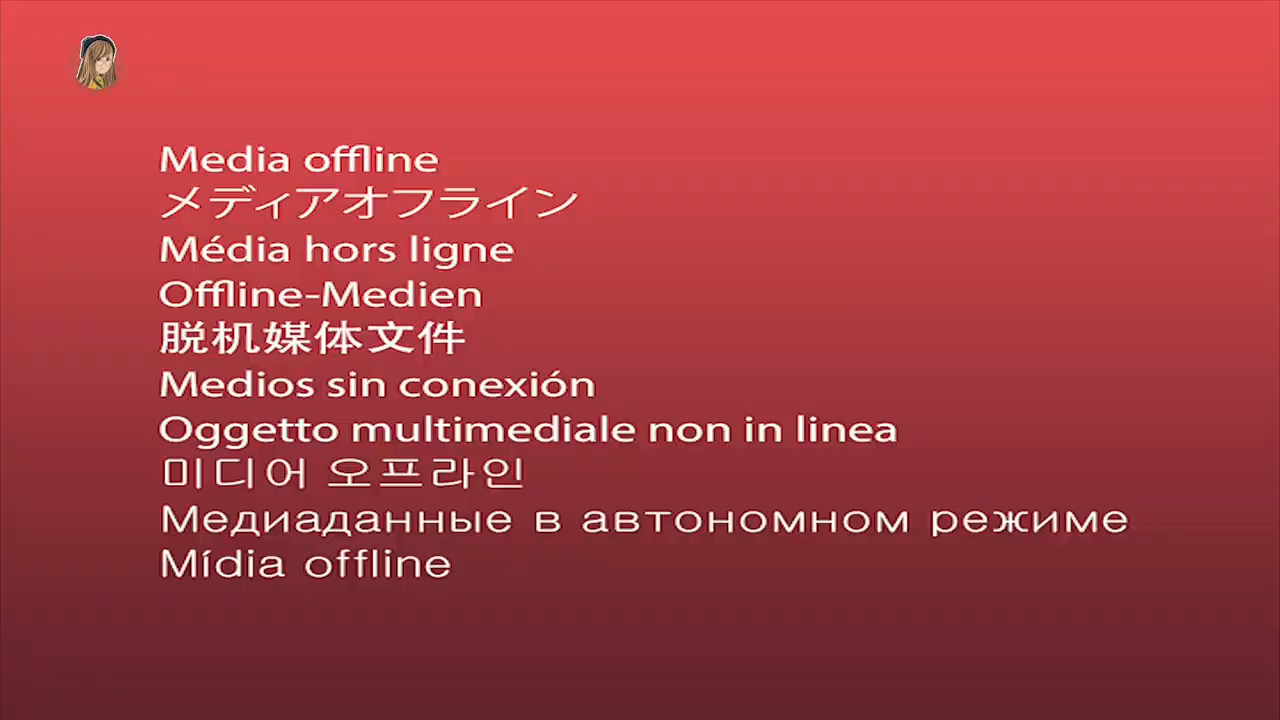 Media offline
メディアオフライン
Média hors ligne
Offline-Medien
脱机媒体文件
Medios sin conexión
Oggetto multimediale non in linea
미디어 오프라인
Медиаданные в автономном режиме
Mídia offline